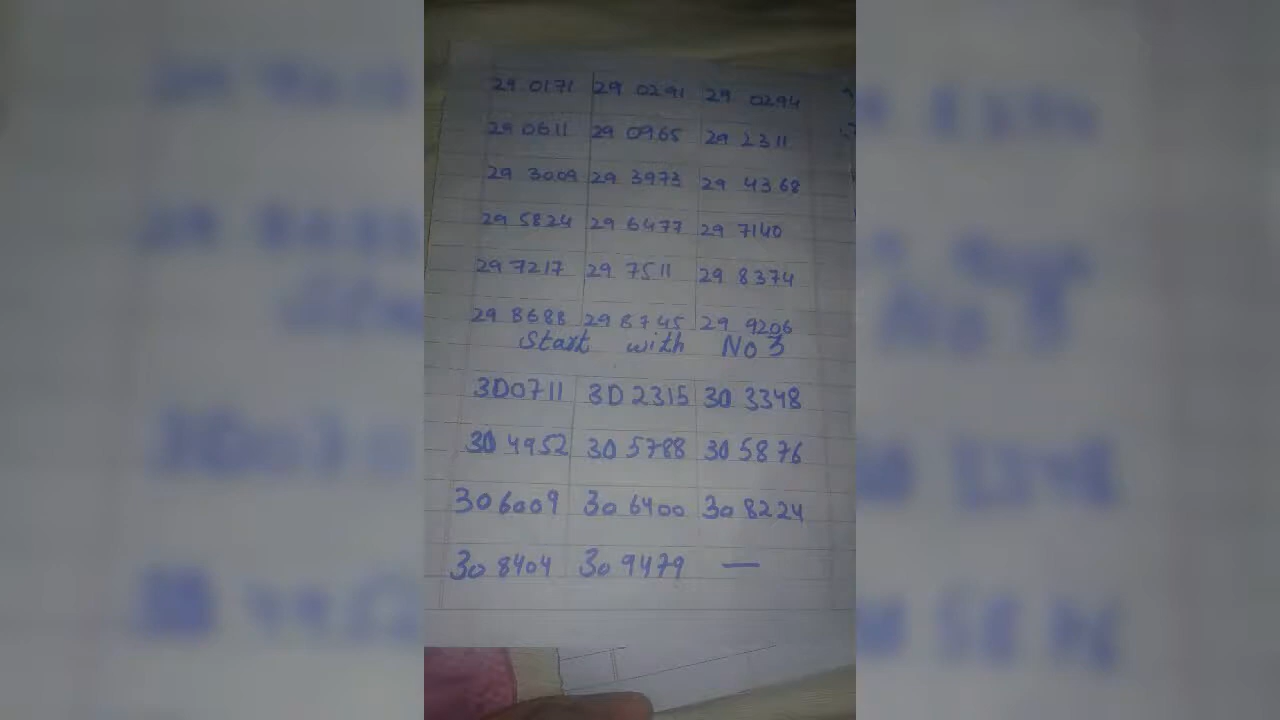 29 0171 29 0291 29 0294
29 0611 29 0965 29 2311
29 3009 29 3973 29 4368
29 5824 29 6477 29 7140
29 7217 29 7511 29 8374
29 8688 29 8745 29 9206
Start with No 3
300711 30 2315 30 3348
30 4952 30 5788 30 5876
306009 30 6400 30 8224
30 8404 30 9479 —